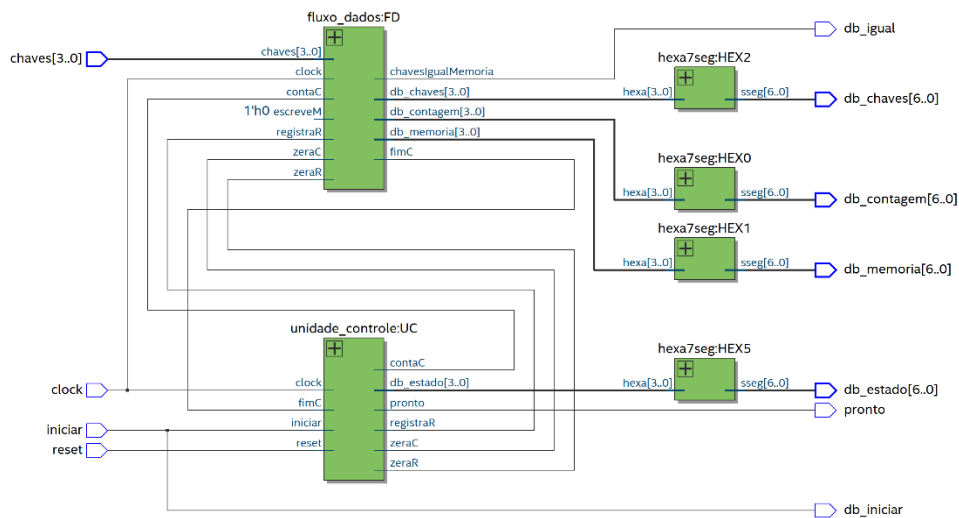 fluxo_dados:FD
chaves[3..0]
chaves[3..0]
clock
contaC
1'h0 escreveM
registraR
zeraC
zeraR
chavesIgualMemoria
db_chaves[3..0]
db_contagem[3..0]
db_memoria[3..0]
fimC
db_igual
hexa7seg:HEX2
hexa[3..0]
sseg[6..0]
db_chaves[6..0]
hexa7seg:HEX0
hexa[3..0]
sseg[6..0]
db_contagem[6..0]
hexa7seg:HEX1
hexa[3..0]
sseg[6..0]
db_memoria[6..0]
unidade_controle:UC
clock
iniciar
reset
clock
fimC
iniciar
reset
contaC
db_estado[3..0]
pronto
registraR
zeraC
zeraR
hexa7seg:HEX5
hexa[3..0]
sseg[6..0]
db_estado[6..0]
pronto
db_iniciar